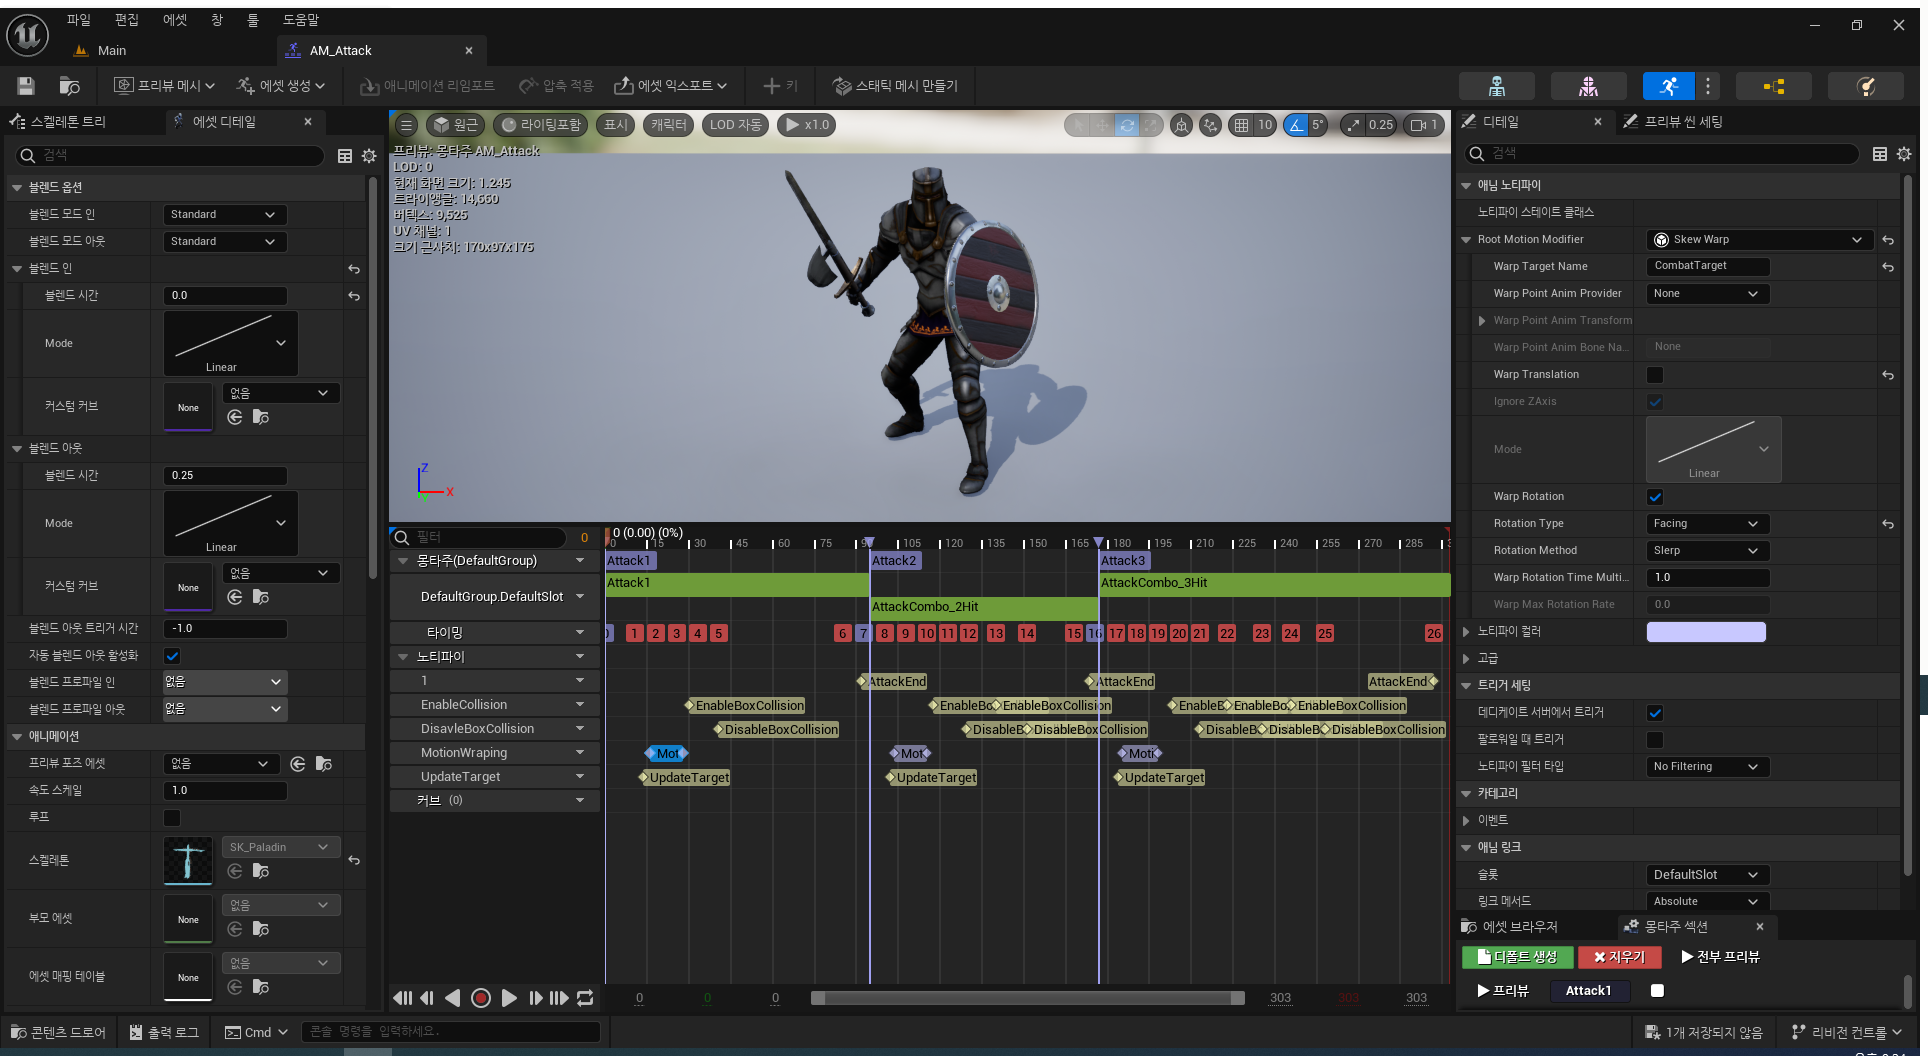 파일 편집 에셋 창 툴 도움말
Main
AM_Attack
프리뷰 메시
에셋 생성
애니메이션 리임포트
압축 적용
에셋 익스포트
키
스태틱 메시 만들기
스켈레톤 트리
에셋 디테일
검색
블렌드 옵션
블렌드 모드 인 Standard
블렌드 모드 아웃 Standard
블렌드 인
블렌드 시간 0.0
Mode Linear
커스텀 커브 None 없음
블렌드 아웃
블렌드 시간 0.25
Mode Linear
커스텀 커브 None 없음
블렌드 아웃 트리거 시간 -1.0
자동 블렌드 아웃 활성화
블렌드 프로파일 인 없음
블렌드 프로파일 아웃 없음
애니메이션
프리뷰 포즈 에셋 없음
속도 스케일 1.0
루프
스켈레톤 SK_Paladin
부모 에셋 None 없음
에셋 매핑 테이블 None 없음
원근 라이팅포함 표시 캐릭터 LOD 자동 x1.0
10 5° 0.25 1
프리뷰: 몽타주 AM_Attack
LOD: 0
현재 화면 크기: 1.245
트라이앵글: 14,660
버텍스: 9,525
UV 채널: 1
크기 근사치: 170x97x175
Z
X
필터 0
0 (0.00) (0%)
0 15 30 45 60 75 105 120 135 150 165 180 195 210 225 240 255 270 285
몽타주(DefaultGroup) Attack1 Attack2 Attack3
DefaultGroup.DefaultSlot Attack1 AttackCombo_2Hit AttackCombo_3Hit
타이밍 1 2 3 4 5 6 7 8 9 10 11 12 13 14 15 16 17 18 19 20 21 22 23 24 25 26
노티파이
1 AttackEnd AttackEnd AttackEnd
EnableCollision EnableBoxCollision EnableBo EnableBoxCollision EnableB EnableBo EnableBoxCollision
DisavleBoxCollision DisableBoxCollision DisableB DisableBoxCollision DisableB DisableB DisableBoxCollision
MotionWraping Mot Mot Moti
UpdateTarget UpdateTarget UpdateTarget UpdateTarget
커브 (0)
0 0 0 303 303 303
디테일
프리뷰 씬 세팅
검색
애님 노티파이
노티파이 스테이트 클래스
Root Motion Modifier Skew Warp
Warp Target Name CombatTarget
Warp Point Anim Provider None
Warp Point Anim Transform
Warp Point Anim Bone Na... None
Warp Translation
Ignore ZAxis
Mode Linear
Warp Rotation
Rotation Type Facing
Rotation Method Slerp
Warp Rotation Time Multi... 1.0
Warp Max Rotation Rate 0.0
노티파이 컬러
고급
트리거 세팅
데디케이트 서버에서 트리거
팔로워일 때 트리거
노티파이 필터 타입 No Filtering
카테고리
이벤트
애님 링크
슬롯 DefaultSlot
링크 메서드 Absolute
에셋 브라우저
몽타주 섹션
디폴트 생성 지우기 전부 프리뷰
프리뷰 Attack1
콘텐츠 드로어 출력 로그 Cmd 콘솔 명령을 입력하세요.
1개 저장되지 않음 리비전 컨트롤